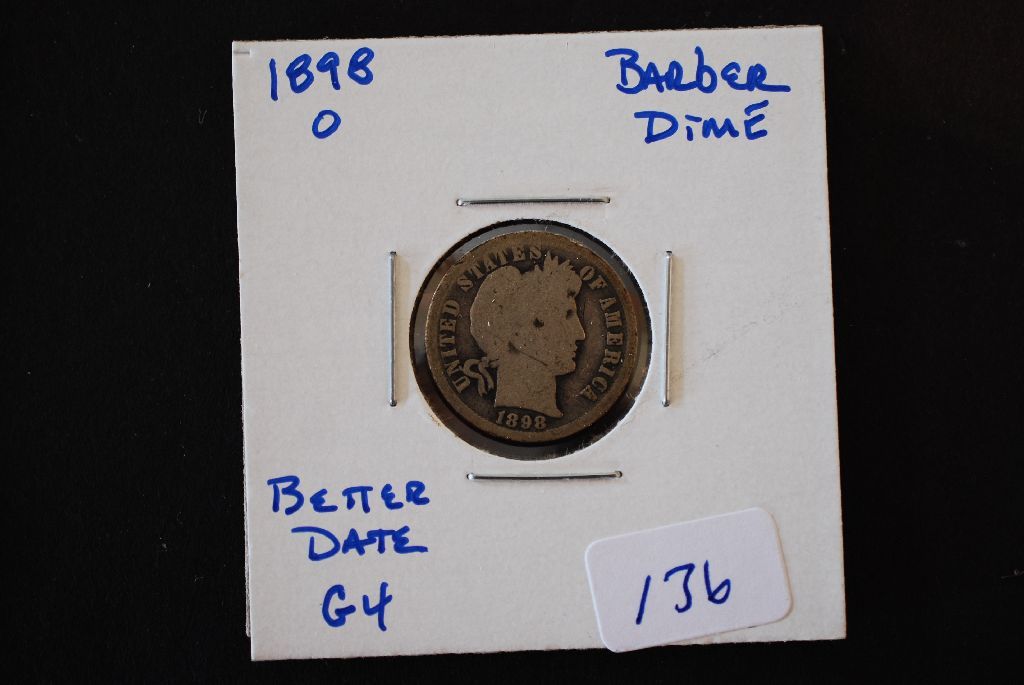 1898
O
BARBER
DIME
UNITED STATES OF AMERICA
1898
BETTER
DATE
G4
136